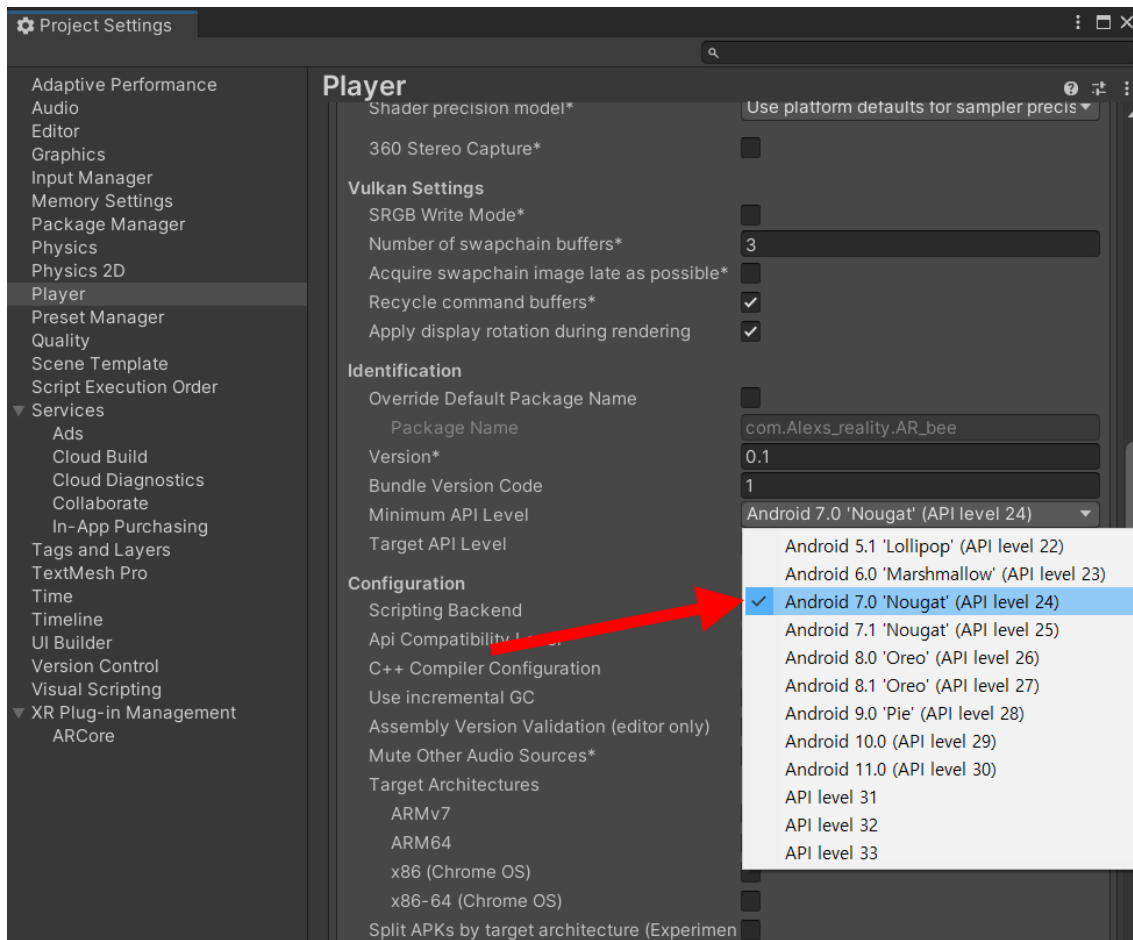 Project Settings
Adaptive Performance
Audio
Editor
Graphics
Input Manager
Memory Settings
Package Manager
Physics
Physics 2D
Player
Preset Manager
Quality
Scene Template
Script Execution Order
Services
Ads
Cloud Build
Cloud Diagnostics
Collaborate
In-App Purchasing
Tags and Layers
TextMesh Pro
Time
Timeline
UI Builder
Version Control
Visual Scripting
XR Plug-in Management
ARCore
Player
Shader precision model* Use platform defaults for sampler precis
360 Stereo Capture*
Vulkan Settings
SRGB Write Mode*
Number of swapchain buffers* 3
Acquire swapchain image late as possible*
Recycle command buffers*
Apply display rotation during rendering
Identification
Override Default Package Name
Package Name com.Alexs_reality.AR_bee
Version* 0.1
Bundle Version Code 1
Minimum API Level Android 7.0 'Nougat' (API level 24)
Target API Level
Configuration
Scripting Backend
Api Compatibility
C++ Compiler Configuration
Use incremental GC
Assembly Version Validation (editor only)
Mute Other Audio Sources*
Target Architectures
ARMv7
ARM64
x86 (Chrome OS)
x86-64 (Chrome OS)
Split APKs by target architecture (Experimen
Android 5.1 'Lollipop' (API level 22)
Android 6.0 'Marshmallow' (API level 23)
Android 7.0 'Nougat' (API level 24)
Android 7.1 'Nougat' (API level 25)
Android 8.0 'Oreo' (API level 26)
Android 8.1 'Oreo' (API level 27)
Android 9.0 'Pie' (API level 28)
Android 10.0 (API level 29)
Android 11.0 (API level 30)
API level 31
API level 32
API level 33